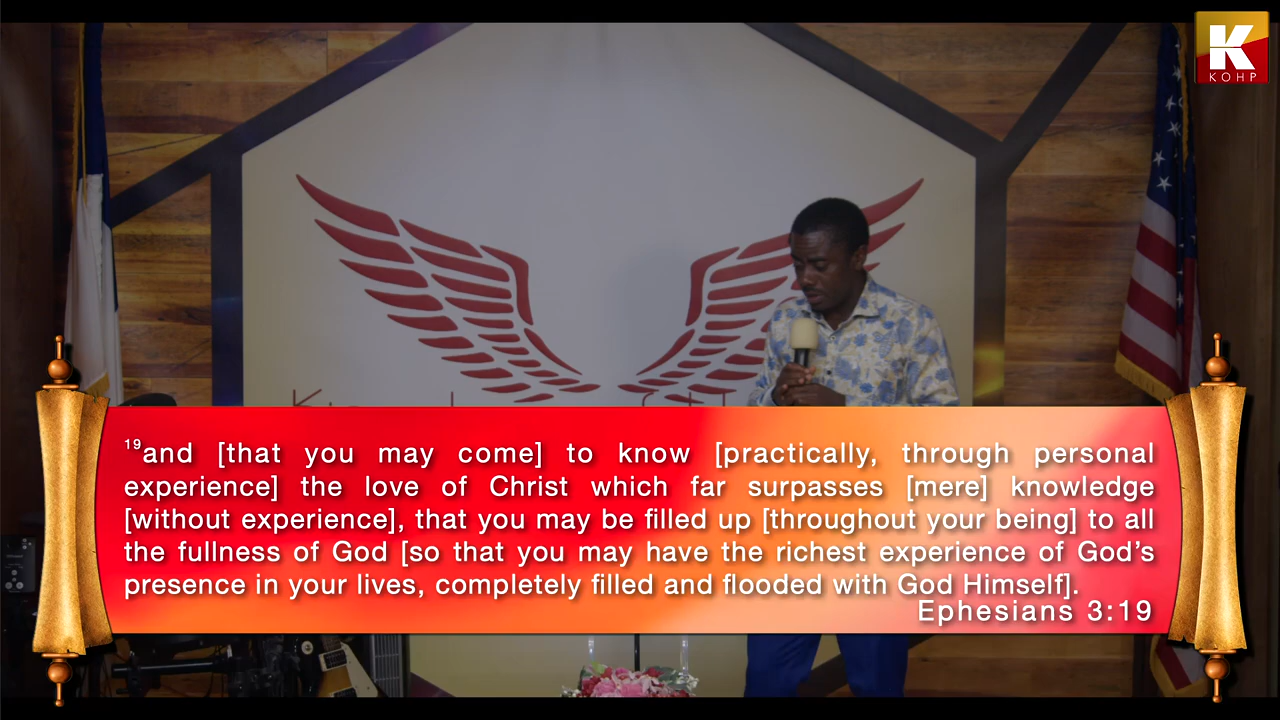 K
KOHP
¹⁹and [that you may come] to know [practically, through personal
experience] the love of Christ which far surpasses [mere] knowledge
[without experience], that you may be filled up [throughout your being] to all
the fullness of God [so that you may have the richest experience of God’s
presence in your lives, completely filled and flooded with God Himself].
Ephesians 3:19